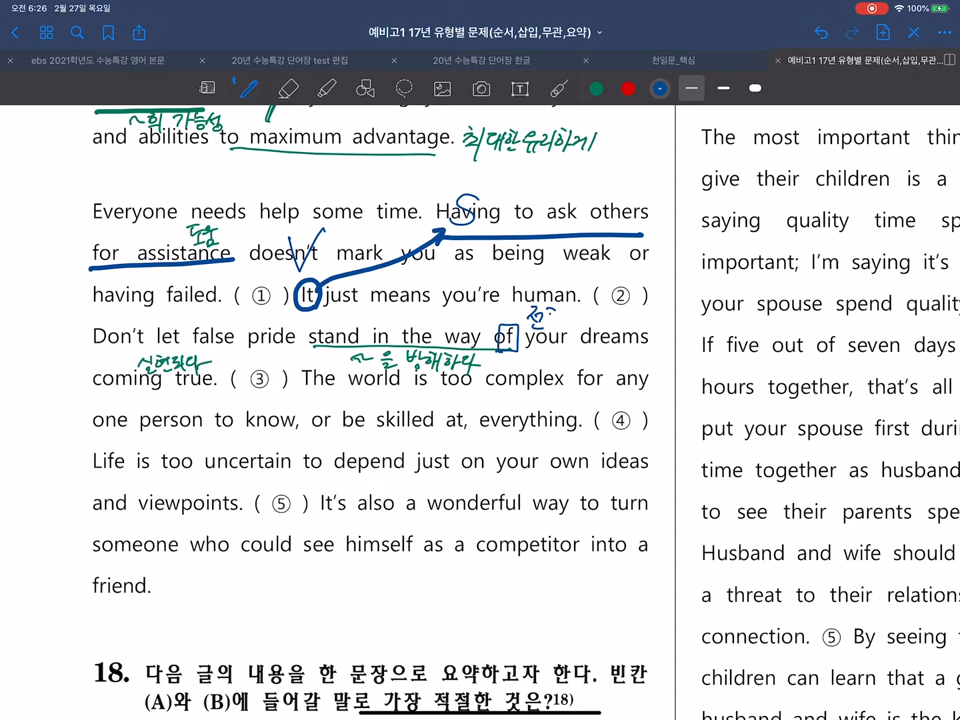 오전 6:26 2월 27일 목요일
100%
예비고1 17년 유형별 문제(순서,삽입,무관,요약)
ebs 2021학년도 수능특강 영어 본문
20년 수능특강 단어장 test 편집
20년 수능특강 단어장 한글
천일문_핵심
예비고1 17년 유형별 문제(순서,삽입,무관...
~의 가능성
and abilities to maximum advantage. 최대한 유리하게
Everyone needs help some time. Having to ask others
S
도움
for assistance doesn't mark you as being weak or
having failed. ( ① ) It just means you're human. ( ② )
전
Don't let false pride stand in the way of your dreams
실현되다 ~을 방해하다
coming true. ( ③ ) The world is too complex for any
one person to know, or be skilled at, everything. ( ④ )
Life is too uncertain to depend just on your own ideas
and viewpoints. ( ⑤ ) It's also a wonderful way to turn
someone who could see himself as a competitor into a
friend.
18. 다음 글의 내용을 한 문장으로 요약하고자 한다. 빈칸
(A)와 (B)에 들어갈 말로 가장 적절한 것은?18)
The most important thin
give their children is a
saying quality time sp
important; I'm saying it's
your spouse spend quality
If five out of seven days
hours together, that's all
put your spouse first duri
time together as husband
to see their parents spe
Husband and wife should
a threat to their relations
connection. ⑤ By seeing t
children can learn that a g
husband and wife is the k